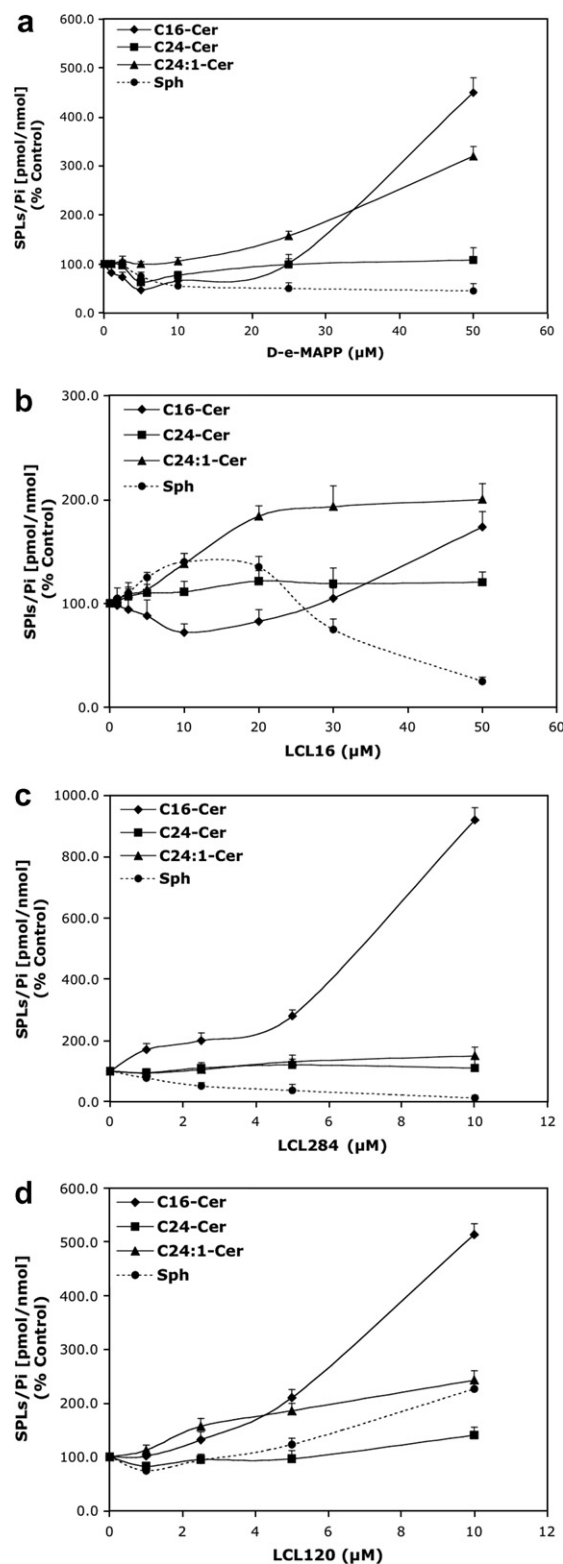 a
600.0
500.0
400.0
300.0
200.0
100.0
0.0
SPLs/Pi [pmol/nmol]
(% Control)
C16-Cer
C24-Cer
C24:1-Cer
Sph
0 10 20 30 40 50 60
D-e-MAPP (µM)
b
300.0
200.0
100.0
0.0
SPls/Pi [pmol/nmol]
(% Control)
C16-Cer
C24-Cer
C24:1-Cer
Sph
0 10 20 30 40 50 60
LCL16 (µM)
c
1000.0
800.0
600.0
400.0
200.0
0.0
SPLs/Pi [pmol/nmol]
(% Control)
C16-Cer
C24-Cer
C24:1-Cer
Sph
0 2 4 6 8 10 12
LCL284 (µM)
d
600.0
500.0
400.0
300.0
200.0
100.0
0.0
SPLs/Pi [pmol/nmol]
(% Control)
C16-Cer
C24-Cer
C24:1-Cer
Sph
0 2 4 6 8 10 12
LCL120 (µM)